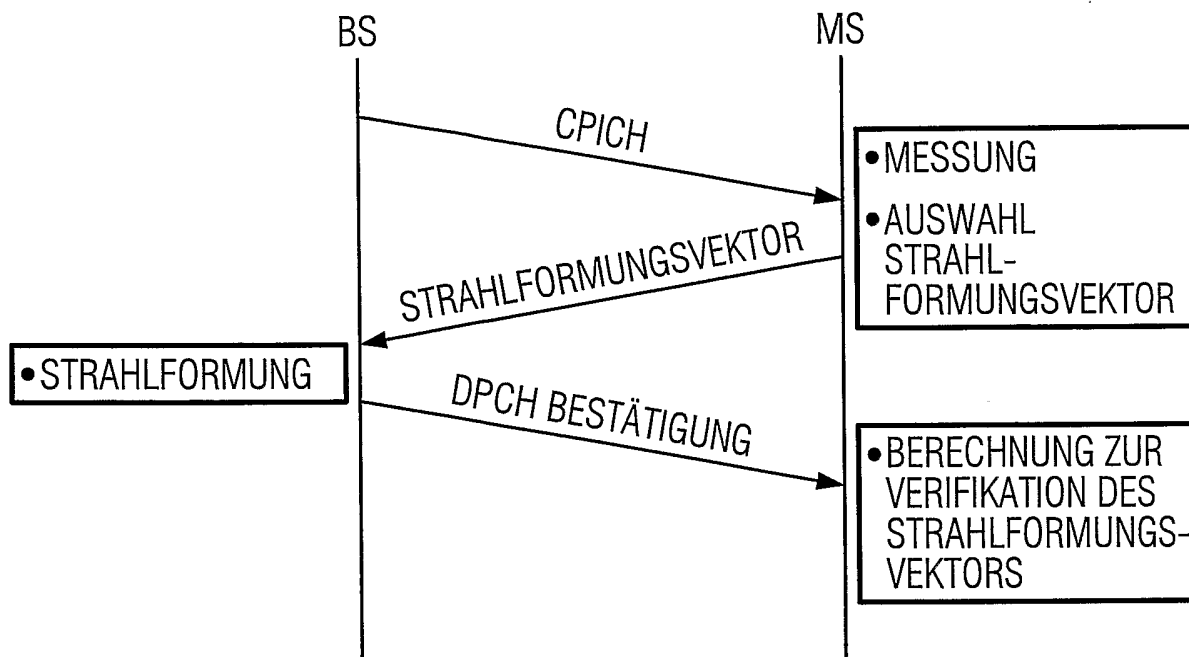 BS
MS
CPICH
• MESSUNG
• AUSWAHL
STRAHL-
FORMUNGSVEKTOR
STRAHLFORMUNGSVEKTOR
• STRAHLFORMUNG
DPCH BESTÄTIGUNG
• BERECHNUNG ZUR
VERIFIKATION DES
STRAHLFORMUNGS-
VEKTORS